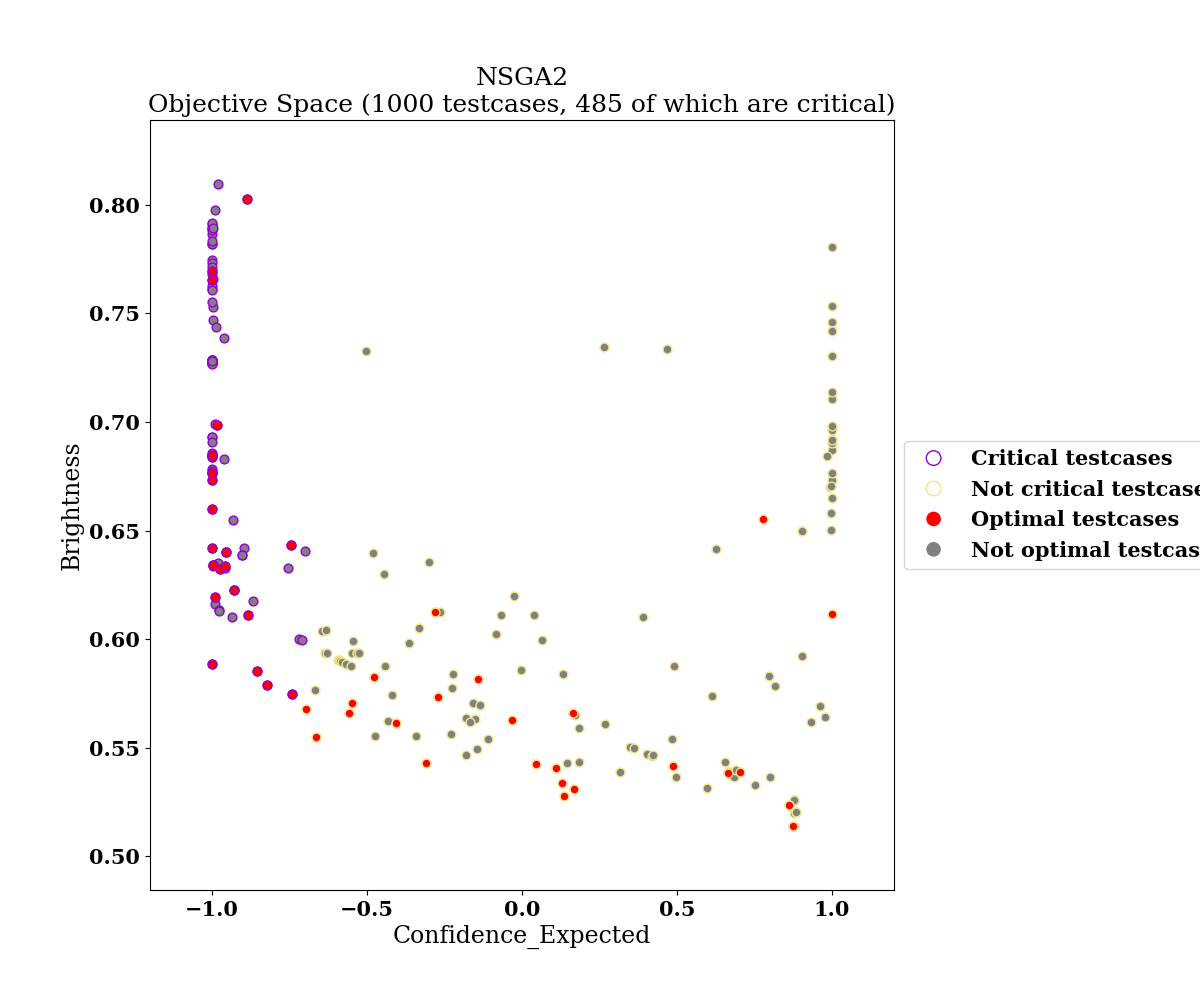 NSGA2
Objective Space (1000 testcases, 485 of which are critical)
0.80
0.75
0.70
0.65
0.60
0.55
0.50
Brightness
−1.0
−0.5
0.0
0.5
1.0
Confidence_Expected
Critical testcases
Not critical testcase
Optimal testcases
Not optimal testcas